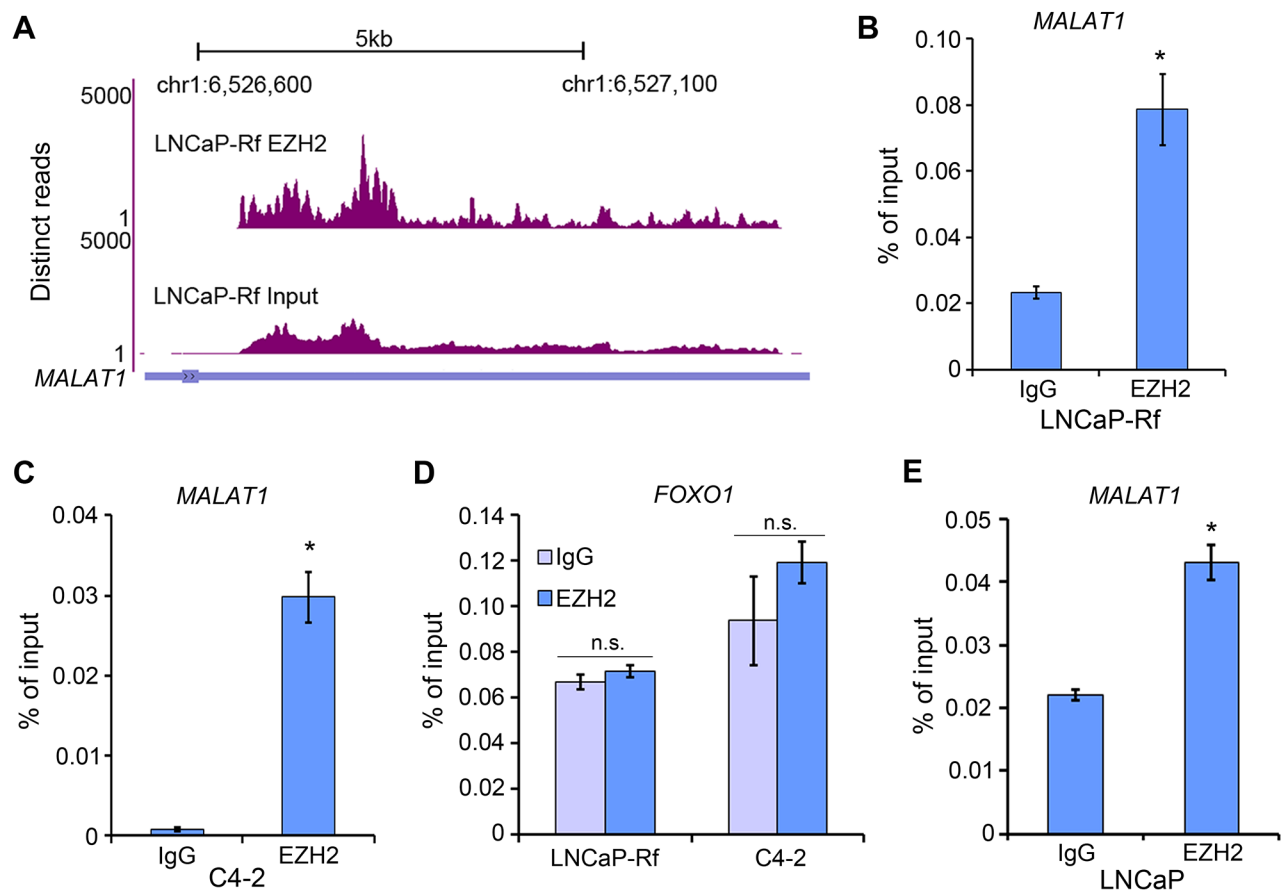 A
5kb
chr1:6,526,600 chr1:6,527,100
5000
LNCaP-Rf EZH2
Distinct reads
1
5000
LNCaP-Rf Input
1
MALAT1
B
MALAT1
0.10
0.08
0.06
0.04
0.02
0
% of input
*
IgG EZH2
LNCaP-Rf
C
MALAT1
0.04
0.03
0.02
0.01
0
% of input
*
IgG EZH2
C4-2
D
FOXO1
0.14
0.12
0.10
0.08
0.06
0.04
0.02
0
% of input
IgG
EZH2
n.s.
n.s.
LNCaP-Rf C4-2
E
MALAT1
0.05
0.04
0.03
0.02
0.01
0
% of input
*
IgG EZH2
LNCaP